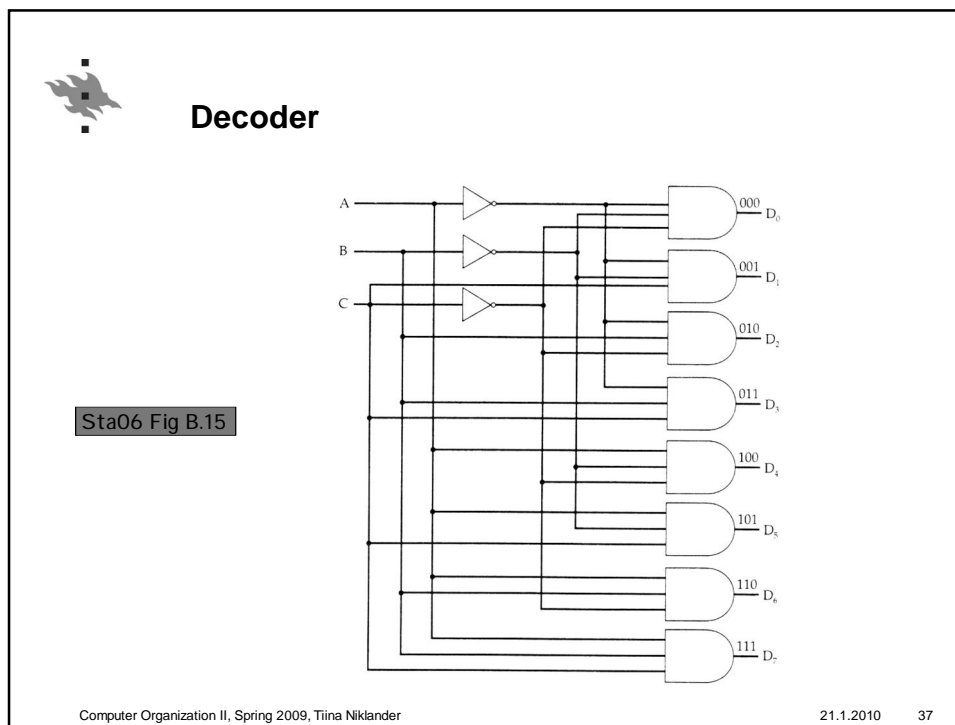 Decoder
A
B
C
000
D₀
001
D₁
010
D₂
011
D₃
100
D₄
101
D₅
110
D₆
111
D₇
Sta06 Fig B.15
Computer Organization II, Spring 2009, Tiina Niklander
21.1.2010 37